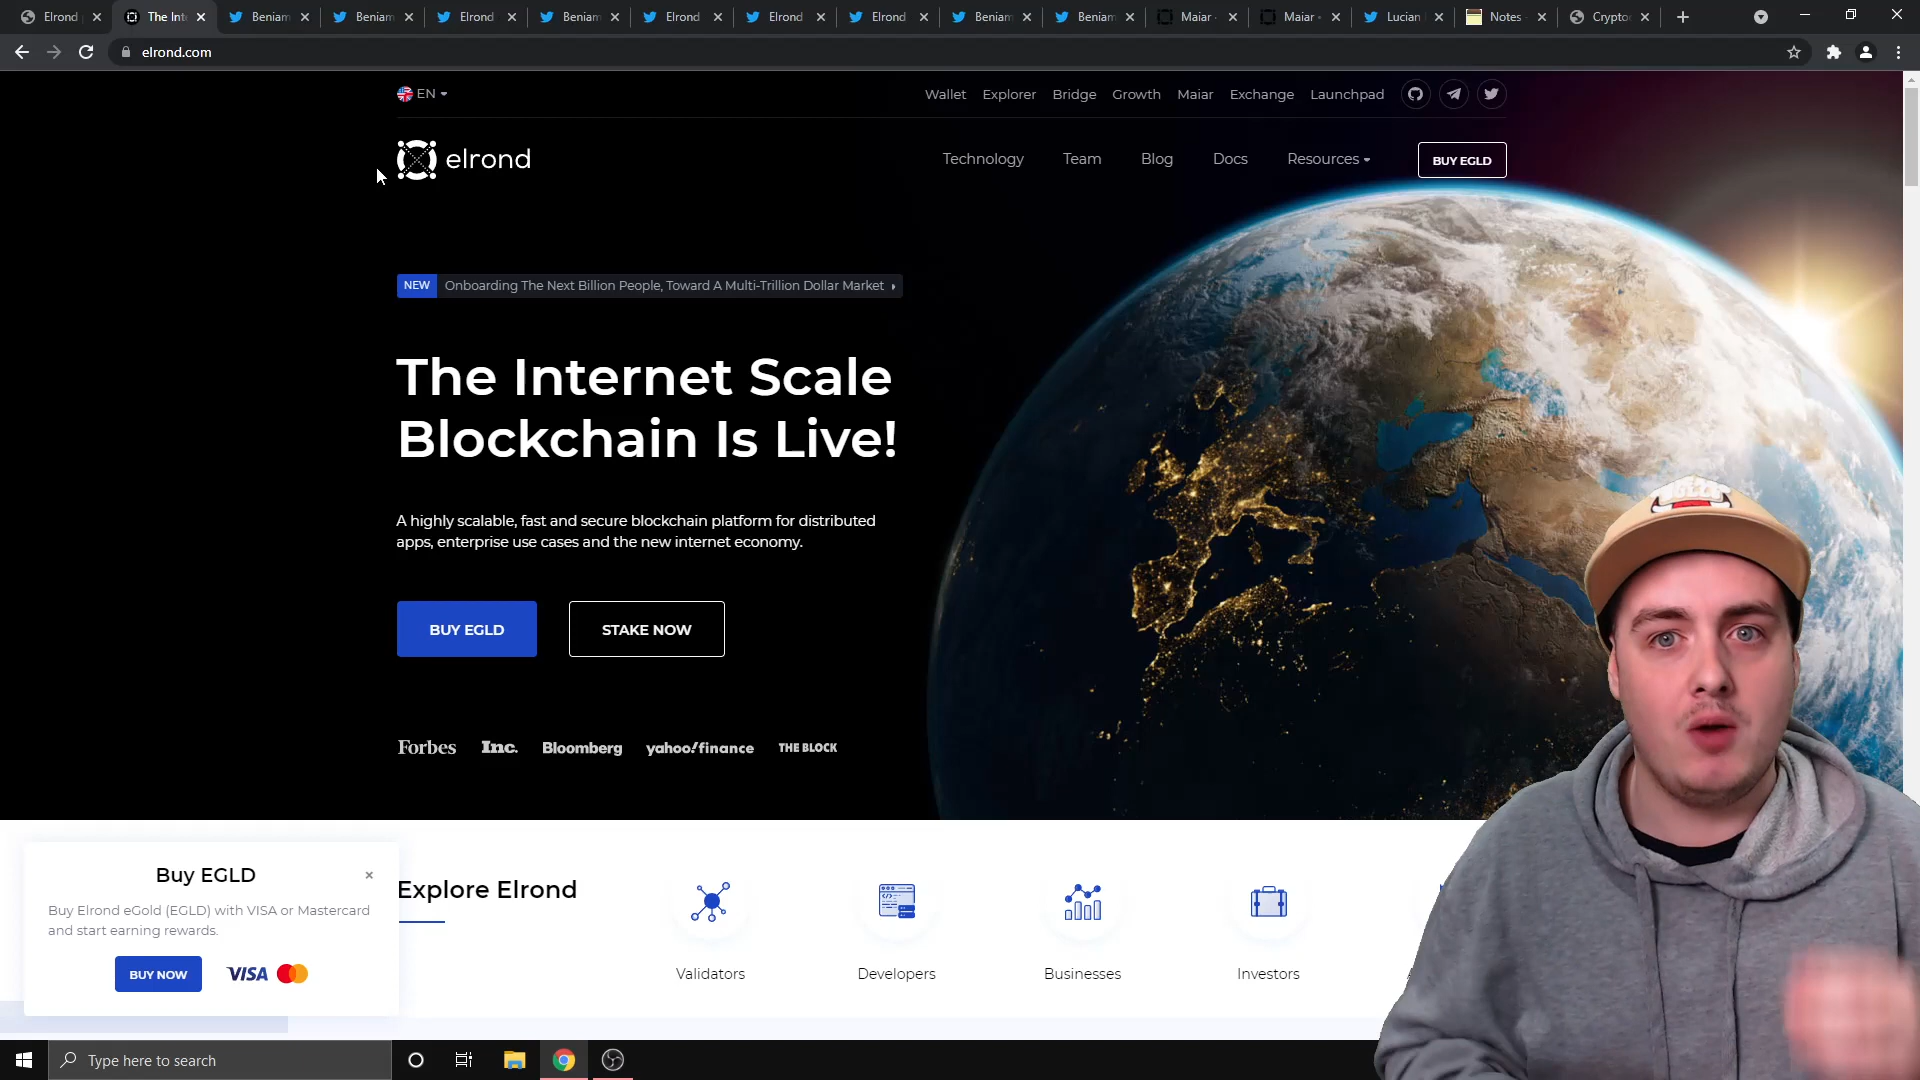 Elrond
The Int
Beniam
Beniam
Elrond
Beniam
Elrond
Elrond
Elrond
Beniam
Beniam
Maiar
Maiar
Lucian
Notes
Crypto
elrond.com
EN
Wallet Explorer Bridge Growth Maiar Exchange Launchpad
elrond
Technology Team Blog Docs Resources BUY EGLD
NEW Onboarding The Next Billion People, Toward A Multi-Trillion Dollar Market
The Internet Scale
Blockchain Is Live!
A highly scalable, fast and secure blockchain platform for distributed
apps, enterprise use cases and the new internet economy.
BUY EGLD STAKE NOW
Forbes Inc. Bloomberg yahoo!finance THE BLOCK
Buy EGLD
Buy Elrond eGold (EGLD) with VISA or Mastercard
and start earning rewards.
BUY NOW VISA
Explore Elrond
Validators Developers Businesses Investors
Type here to search